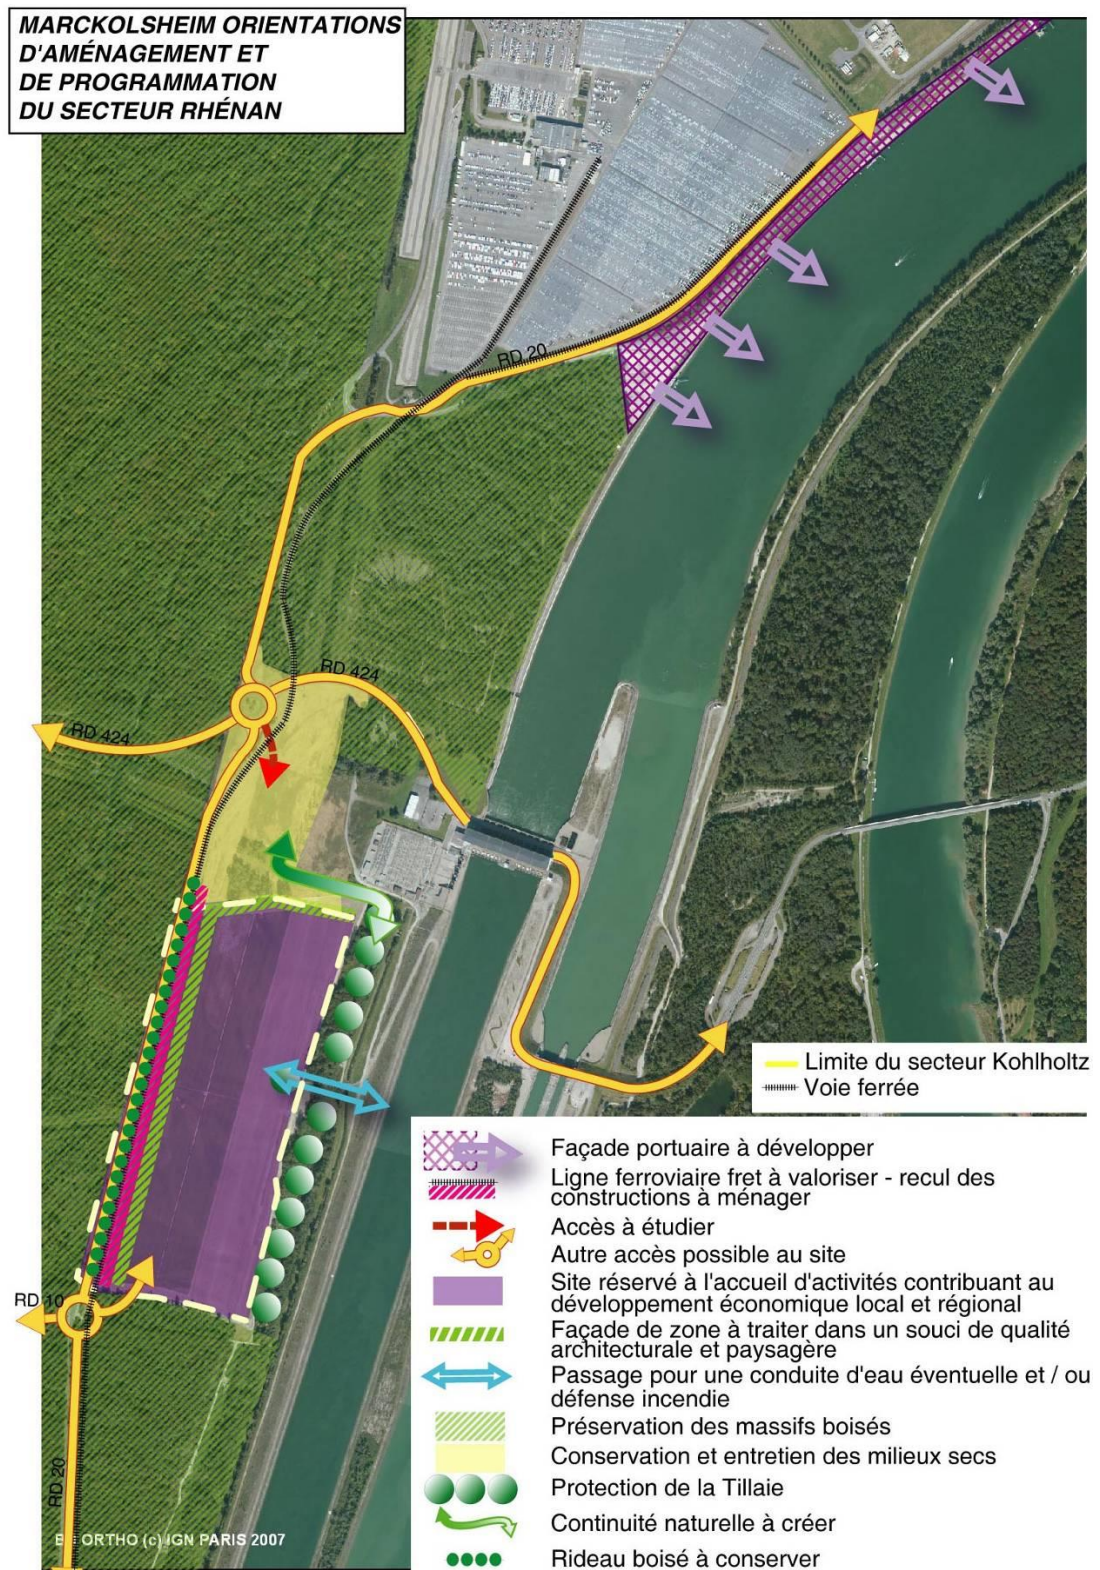 MARCKOLSHEIM ORIENTATIONS
D'AMÉNAGEMENT ET
DE PROGRAMMATION
DU SECTEUR RHÉNAN
RD 20
RD 424
RD 424
RD 10
RD 20
ORTHO (c) IGN PARIS 2007
Limite du secteur Kohlholtz
Voie ferrée
Façade portuaire à développer
Ligne ferroviaire fret à valoriser - recul des
constructions à ménager
Accès à étudier
Autre accès possible au site
Site réservé à l'accueil d'activités contribuant au
développement économique local et régional
Façade de zone à traiter dans un souci de qualité
architecturale et paysagère
Passage pour une conduite d'eau éventuelle et / ou
défense incendie
Préservation des massifs boisés
Conservation et entretien des milieux secs
Protection de la Tillaie
Continuité naturelle à créer
Rideau boisé à conserver